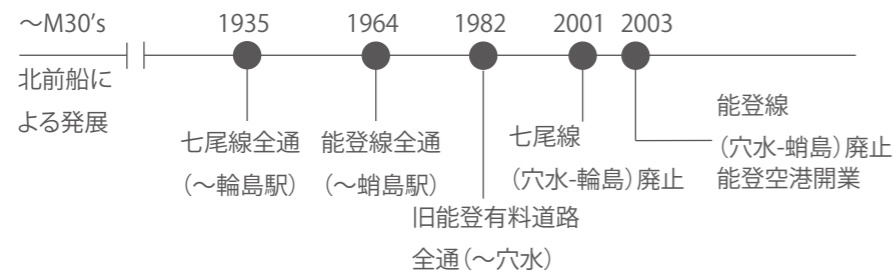 〜M30's
1935
1964
1982
2001
2003
北前船に
よる発展
七尾線全通
（〜輪島駅）
能登線全通
（〜蛸島駅）
旧能登有料道路
全通（〜穴水）
七尾線
（穴水-輪島）廃止
能登線
（穴水-蛸島）廃止
能登空港開業